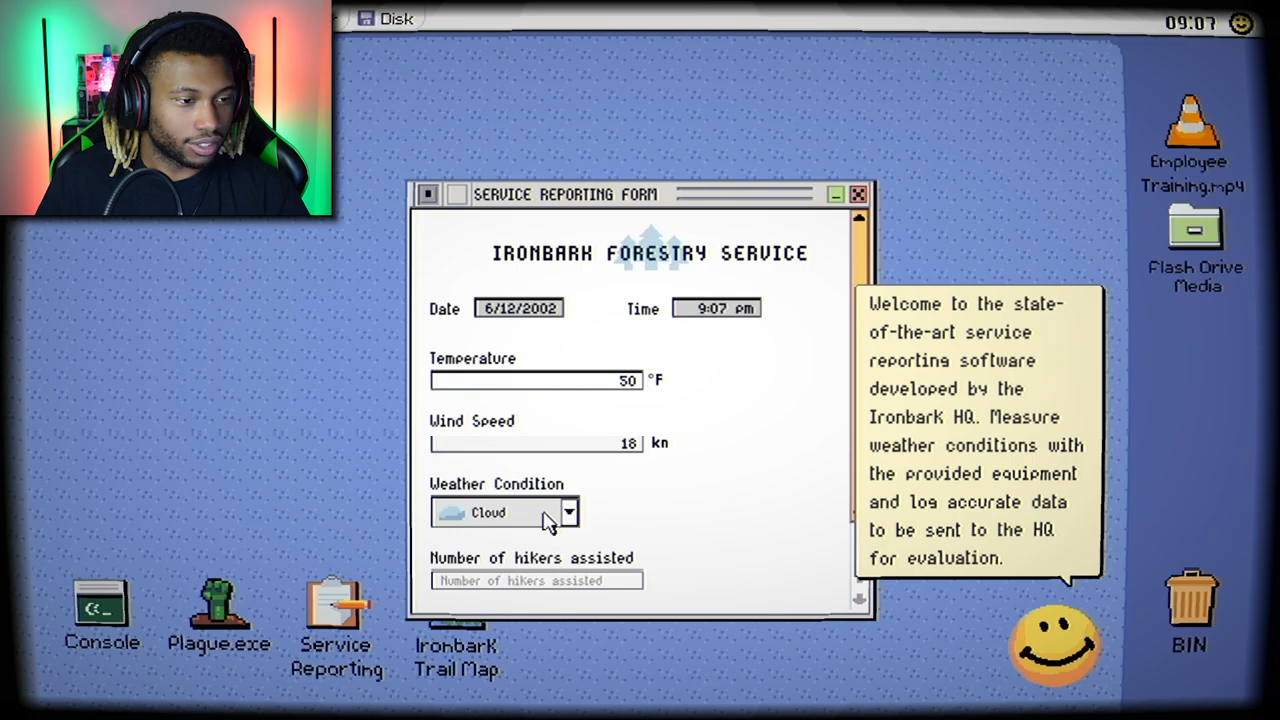 Disk
09:07
Employee
Training.mp4
Flash Drive
Media
SERVICE REPORTING FORM
IRONBARK FORESTRY SERVICE
Date 6/12/2002 Time 9:07 pm
Temperature
50 °F
Wind Speed
18 kn
Weather Condition
Cloud
Number of hikers assisted
Number of hikers assisted
Welcome to the state-
of-the-art service
reporting software
developed by the
Ironbark HQ. Measure
weather conditions with
the provided equipment
and log accurate data
to be sent to the HQ
for evaluation.
Console
Plague.exe
Service
Reporting
Ironbark
Trail Map
BIN